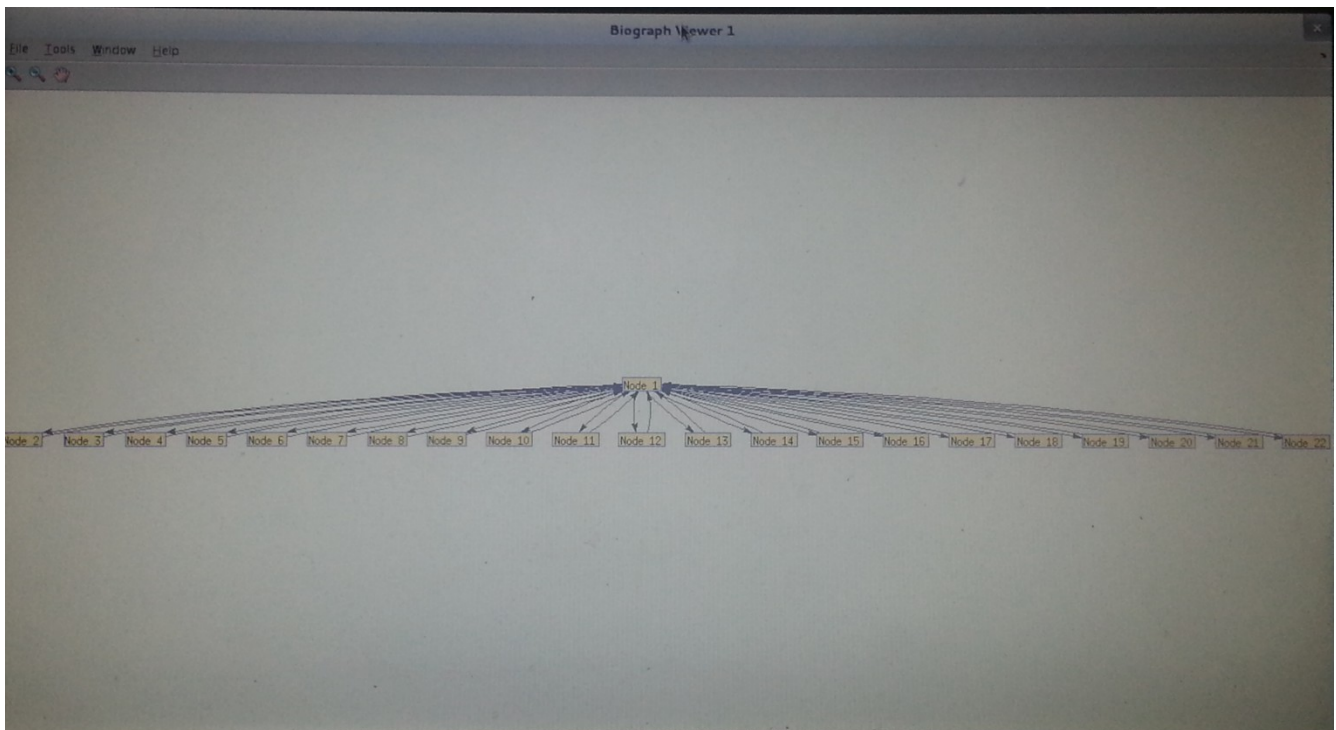 Biograph Viewer 1
File Tools Window Help
Node 1
Node 2 Node 3 Node 4 Node 5 Node 6 Node 7 Node 8 Node 9 Node 10 Node 11 Node 12 Node 13 Node 14 Node 15 Node 16 Node 17 Node 18 Node 19 Node 20 Node 21 Node 22